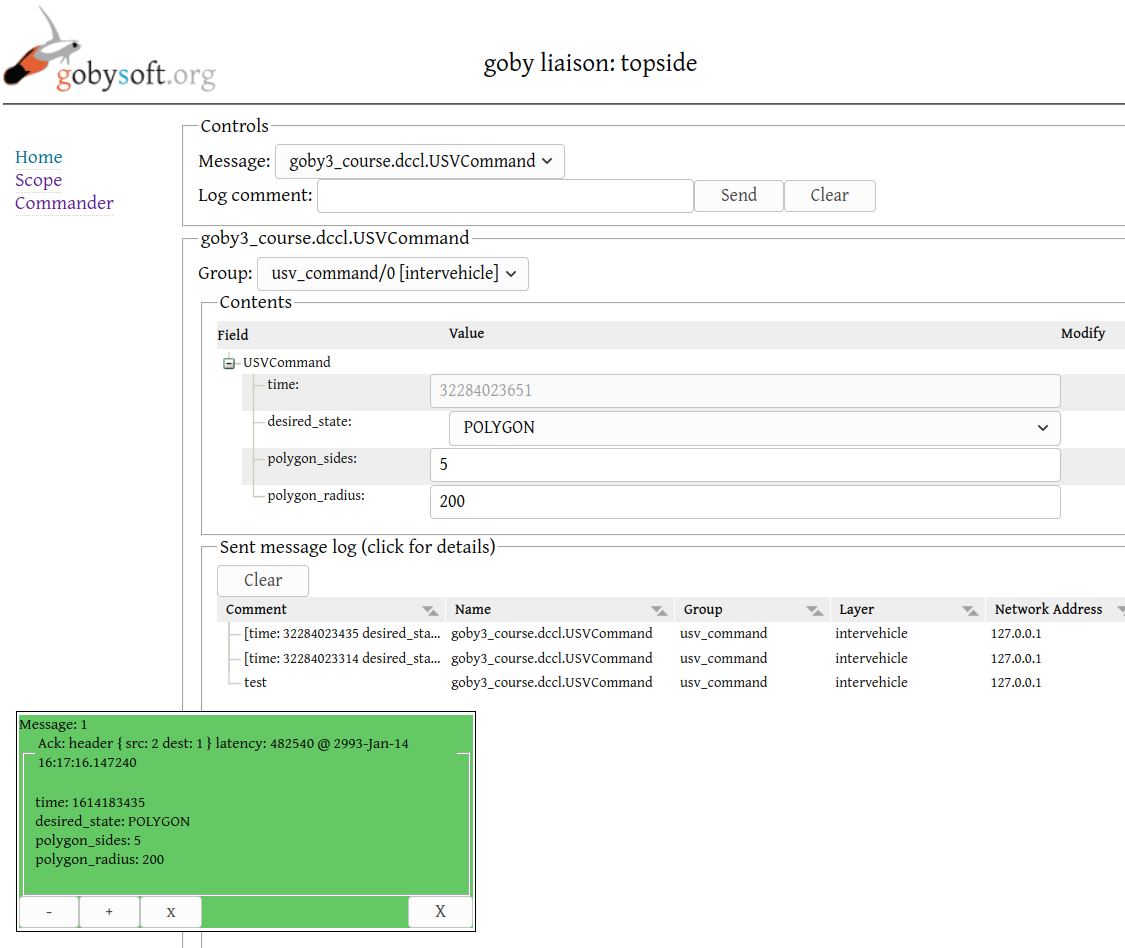 gobysoft.org
goby liaison: topside
Home
Scope
Commander
Controls
Message: goby3_course.dccl.USVCommand
Log comment: Send Clear
goby3_course.dccl.USVCommand
Group: usv_command/0 [intervehicle]
Contents
Field Value Modify
USVCommand
time: 32284023651
desired_state: POLYGON
polygon_sides: 5
polygon_radius: 200
Sent message log (click for details)
Clear
Comment Name Group Layer Network Address
[time: 32284023435 desired_sta... goby3_course.dccl.USVCommand usv_command intervehicle 127.0.0.1
[time: 32284023314 desired_sta... goby3_course.dccl.USVCommand usv_command intervehicle 127.0.0.1
test goby3_course.dccl.USVCommand usv_command intervehicle 127.0.0.1
Message: 1
Ack: header { src: 2 dest: 1 } latency: 482540 @ 2993-Jan-14
16:17:16.147240
time: 1614183435
desired_state: POLYGON
polygon_sides: 5
polygon_radius: 200
- + x X